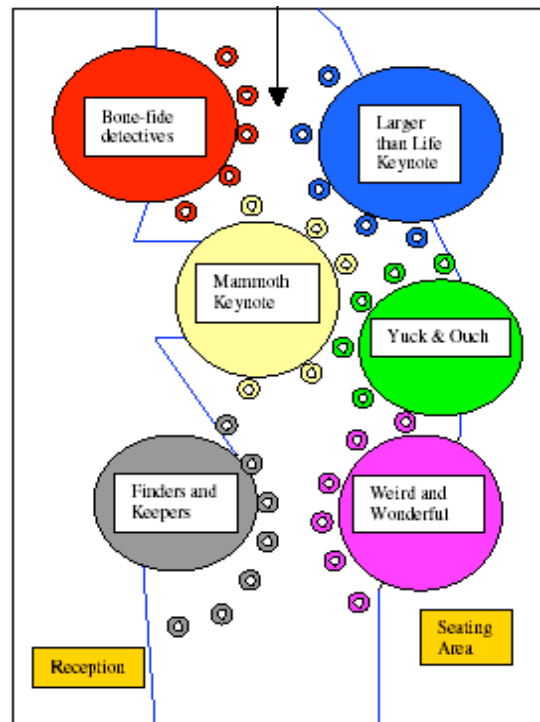 Bone-fide
detectives
Larger
than Life
Keynote
Mammoth
Keynote
Yuck & Ouch
Finders and
Keepers
Weird and
Wonderful
Reception
Seating
Area